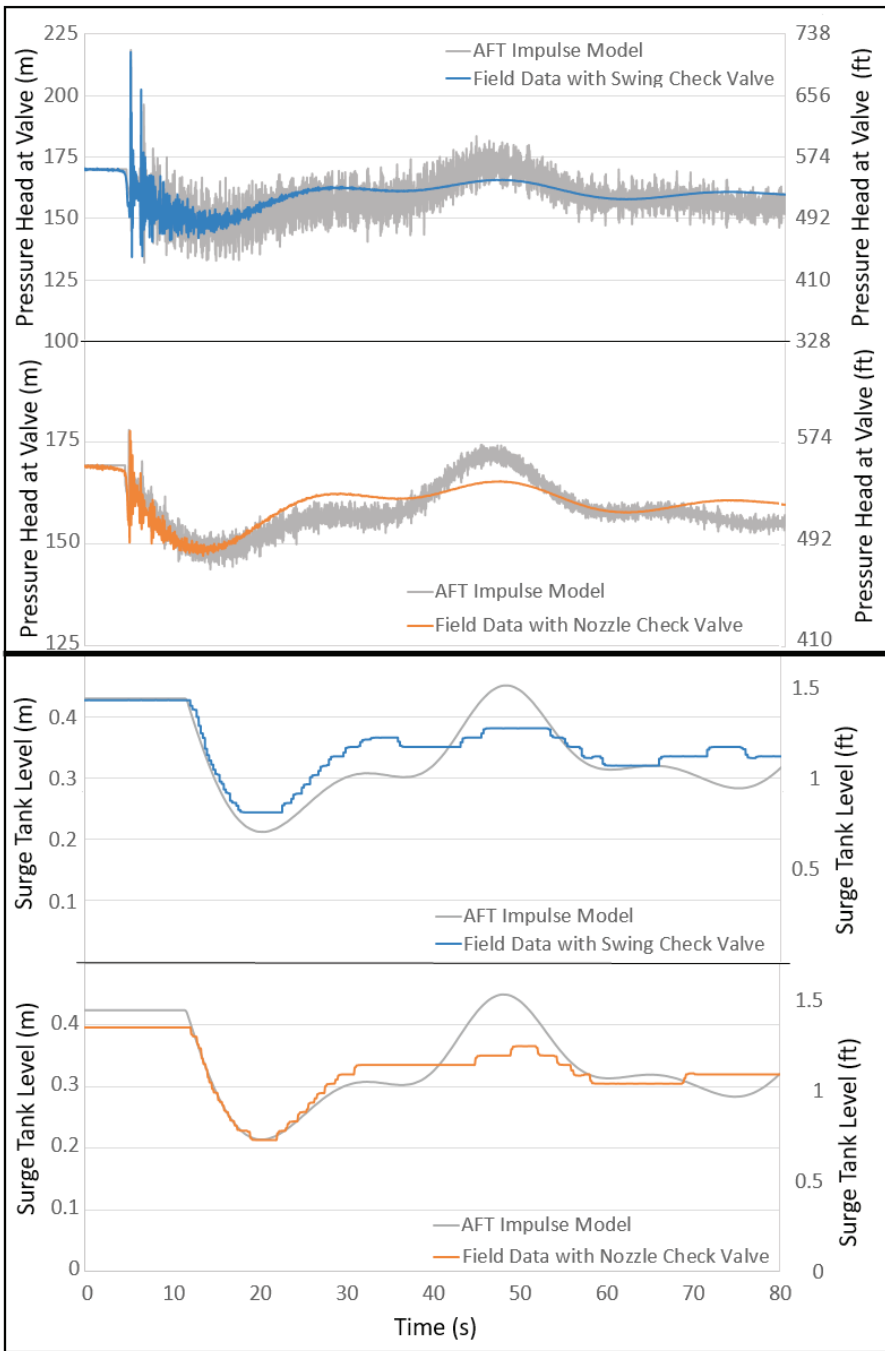 Pressure Head at Valve (m)
225
200
175
150
125
100
AFT Impulse Model
Field Data with Swing Check Valve
738
656
574
492
410
328
Pressure Head at Valve (ft)
Pressure Head at Valve (m)
175
150
125
AFT Impulse Model
Field Data with Nozzle Check Valve
574
492
410
Pressure Head at Valve (ft)
Surge Tank Level (m)
0.4
0.3
0.2
0.1
AFT Impulse Model
Field Data with Swing Check Valve
1.5
1
0.5
Surge Tank Level (ft)
Surge Tank Level (m)
0.4
0.3
0.2
0.1
0
AFT Impulse Model
Field Data with Nozzle Check Valve
1.5
1
0.5
0
Surge Tank Level (ft)
0 10 20 30 40 50 60 70 80
Time (s)